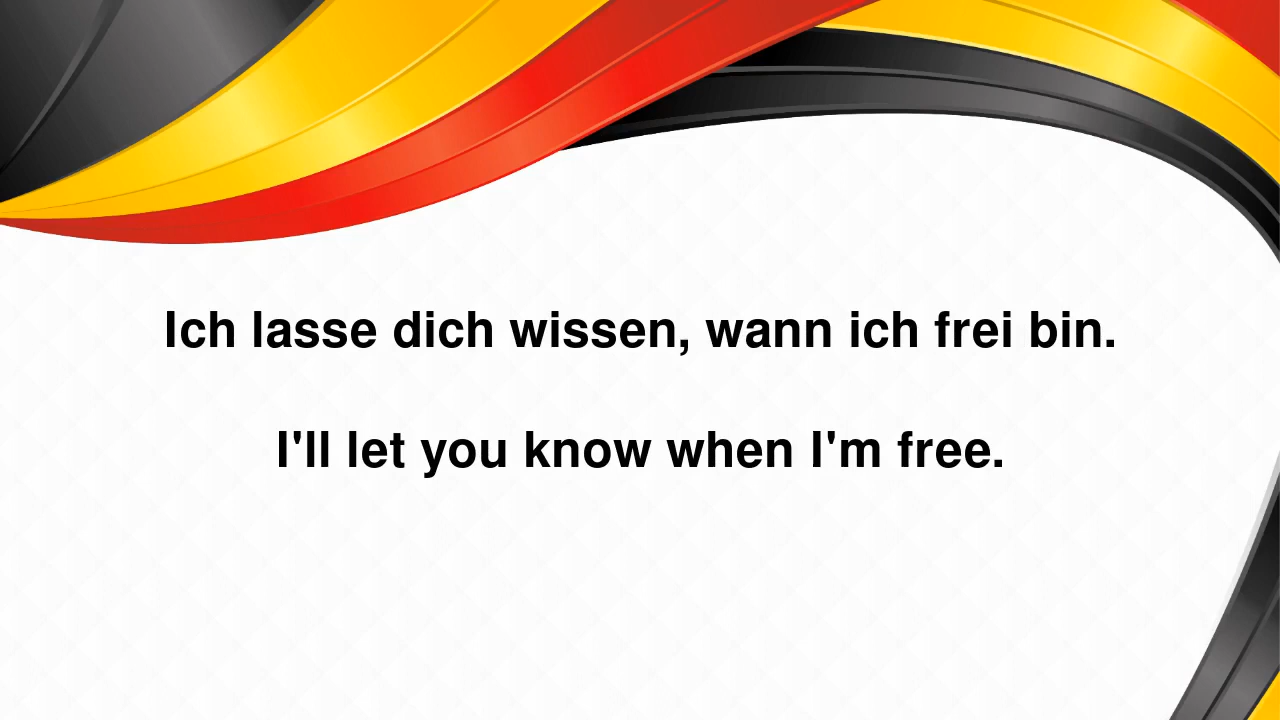 Ich lasse dich wissen, wann ich frei bin.
I'll let you know when I'm free.